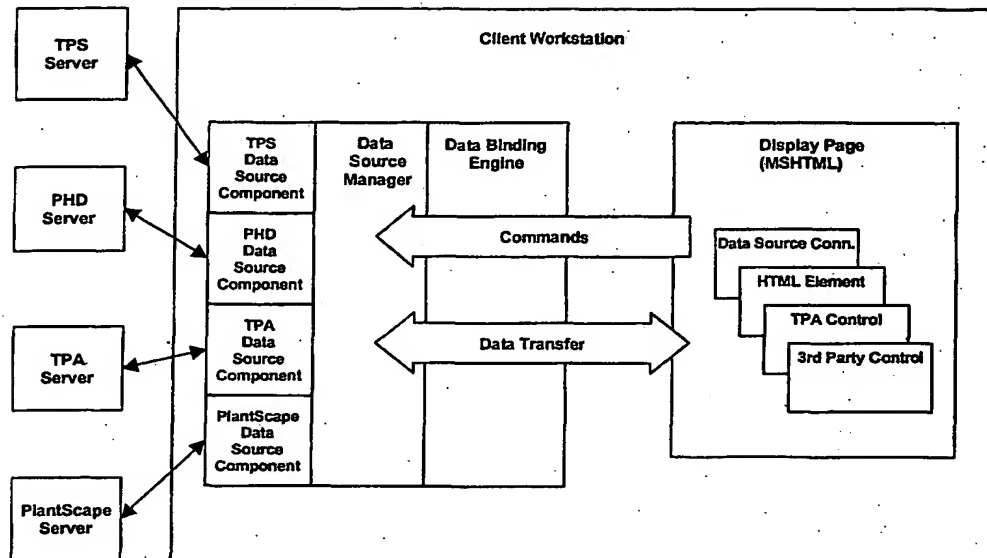 TPS
Server
PHD
Server
TPA
Server
PlantScape
Server
Client Workstation
TPS
Data
Source
Component
PHD
Data
Source
Component
TPA
Data
Source
Component
PlantScape
Data
Source
Component
Data
Source
Manager
Data Binding
Engine
Commands
Data Transfer
Display Page
(MSHTML)
Data Source Conn.
HTML Element
TPA Control
3rd Party Control